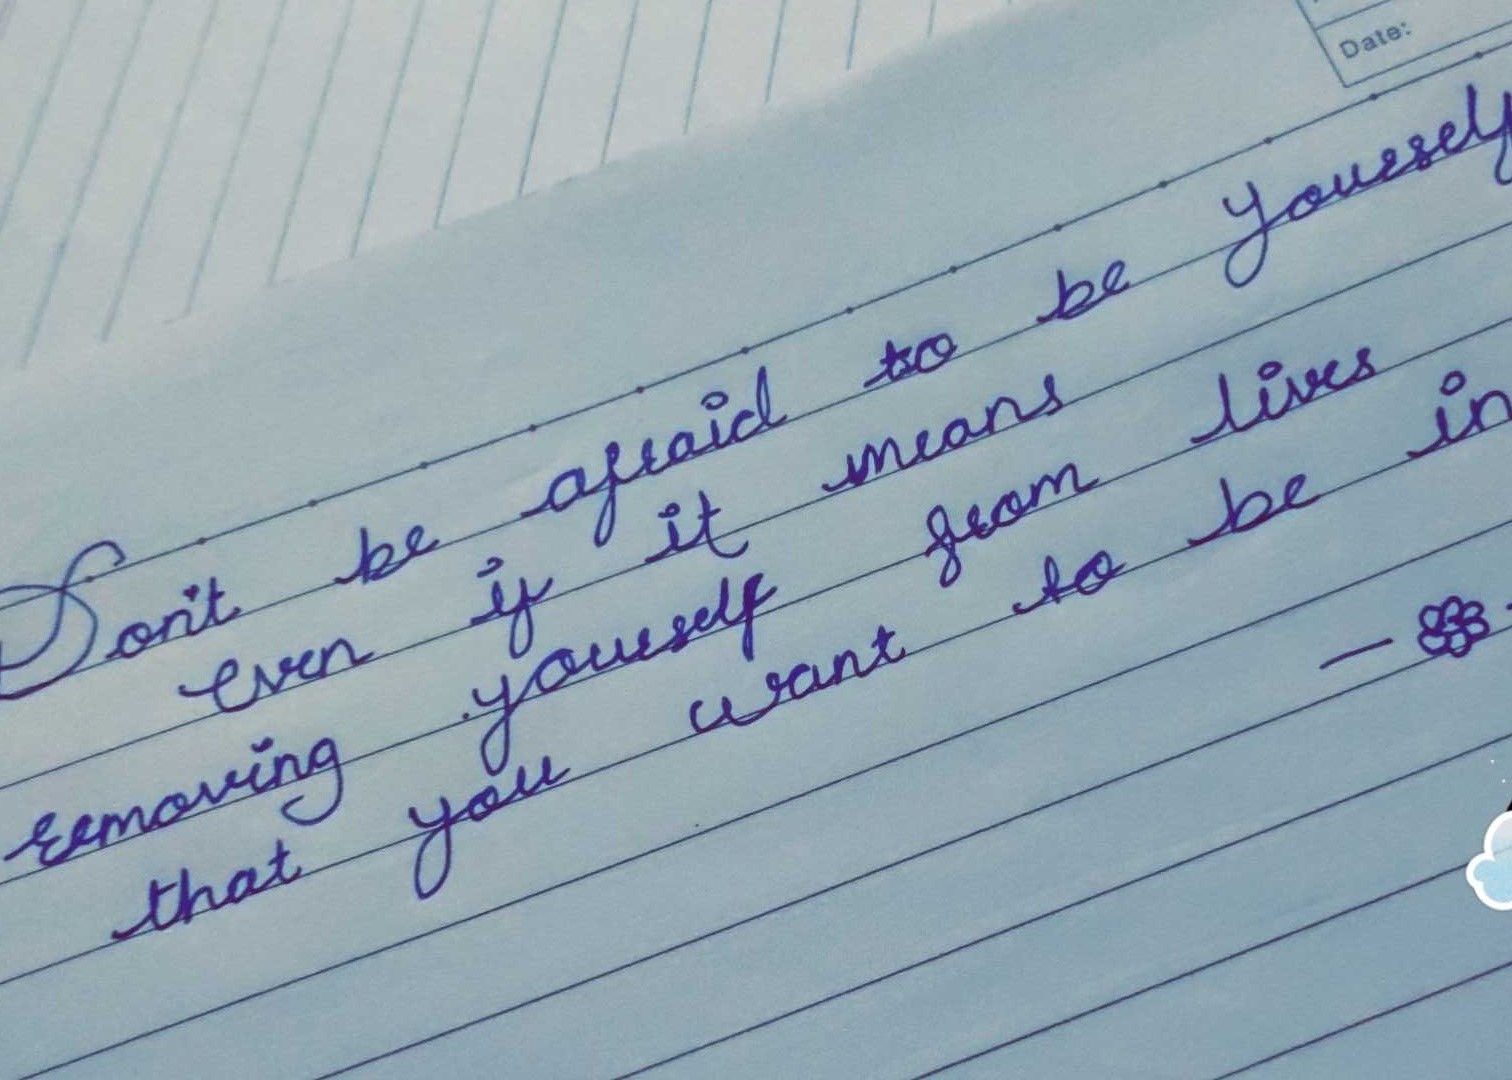 Date:
Don't be afraid to be yourself
even if it means
removing yourself from lives
that you want to be in